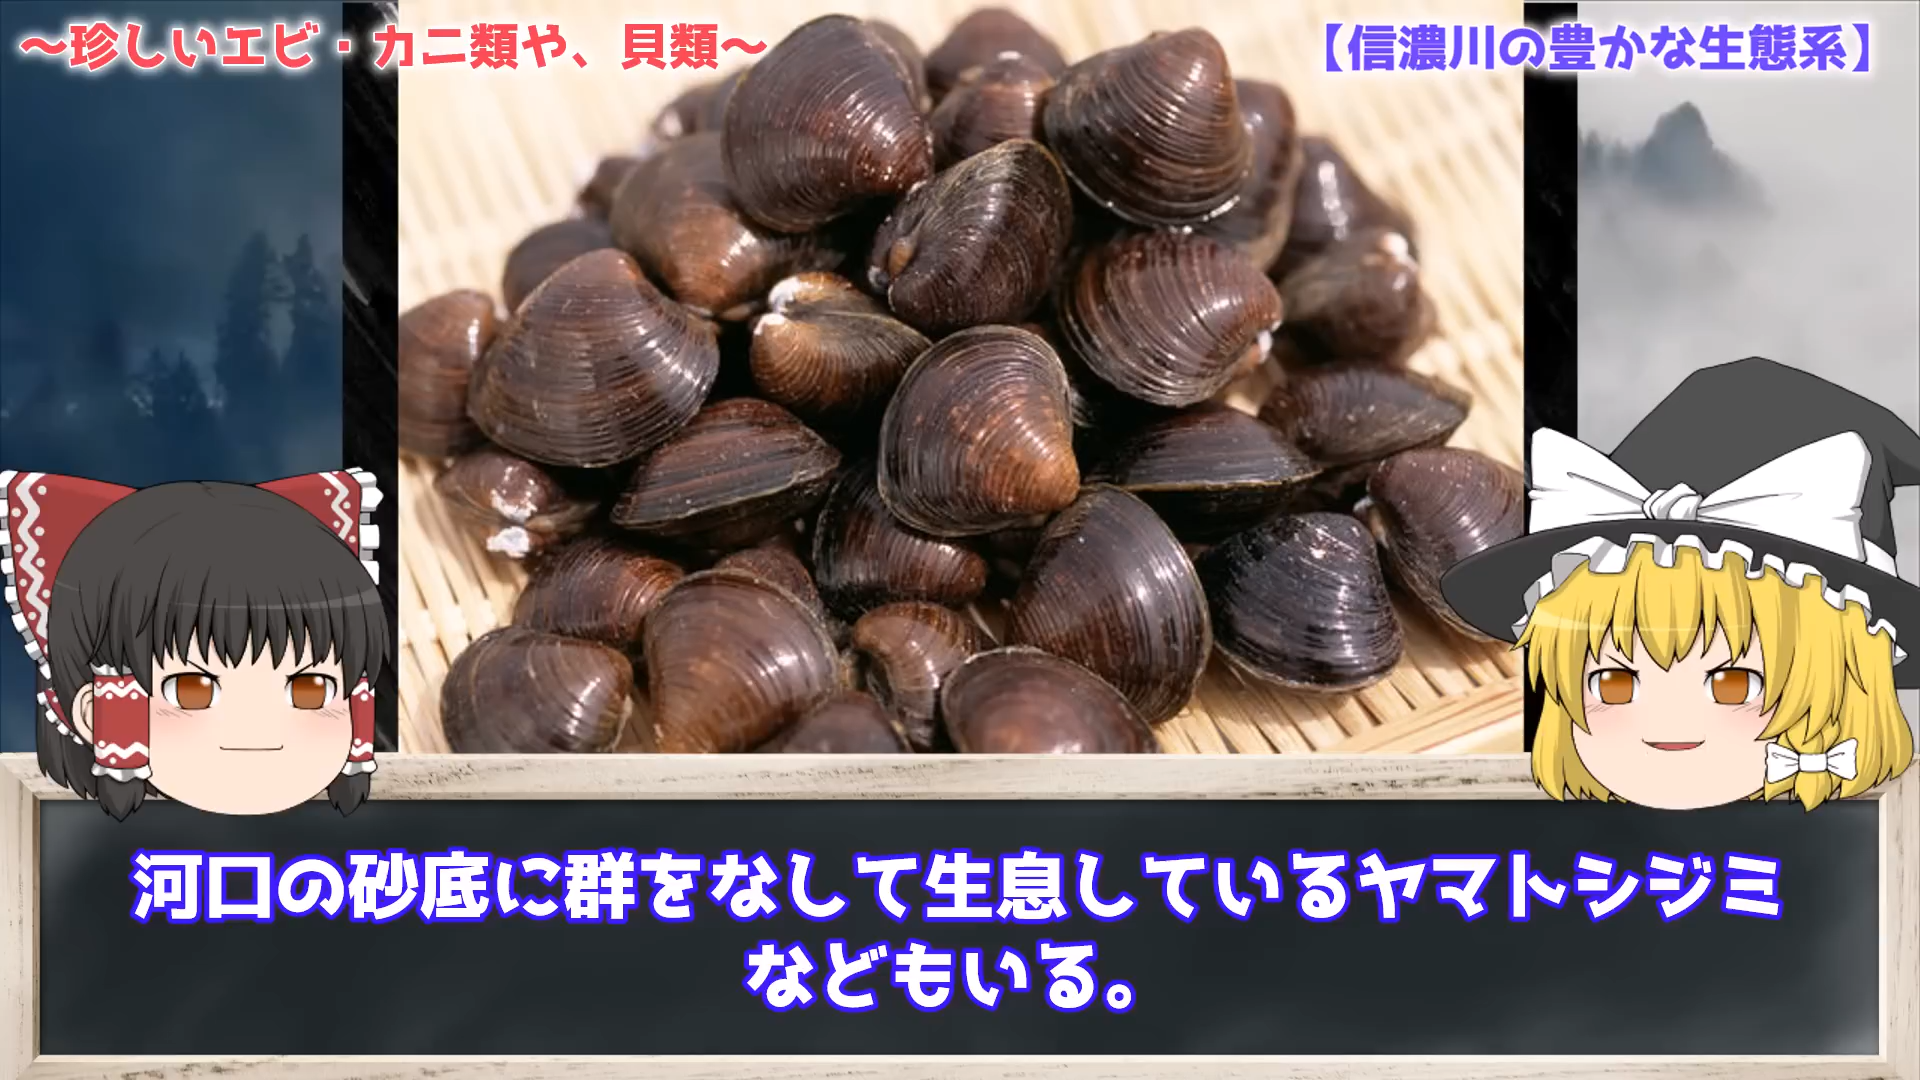 ～珍しいエビ・カニ類や、貝類～
【信濃川の豊かな生態系】
河口の砂底に群をなして生息しているヤマトシジミ
などもいる。